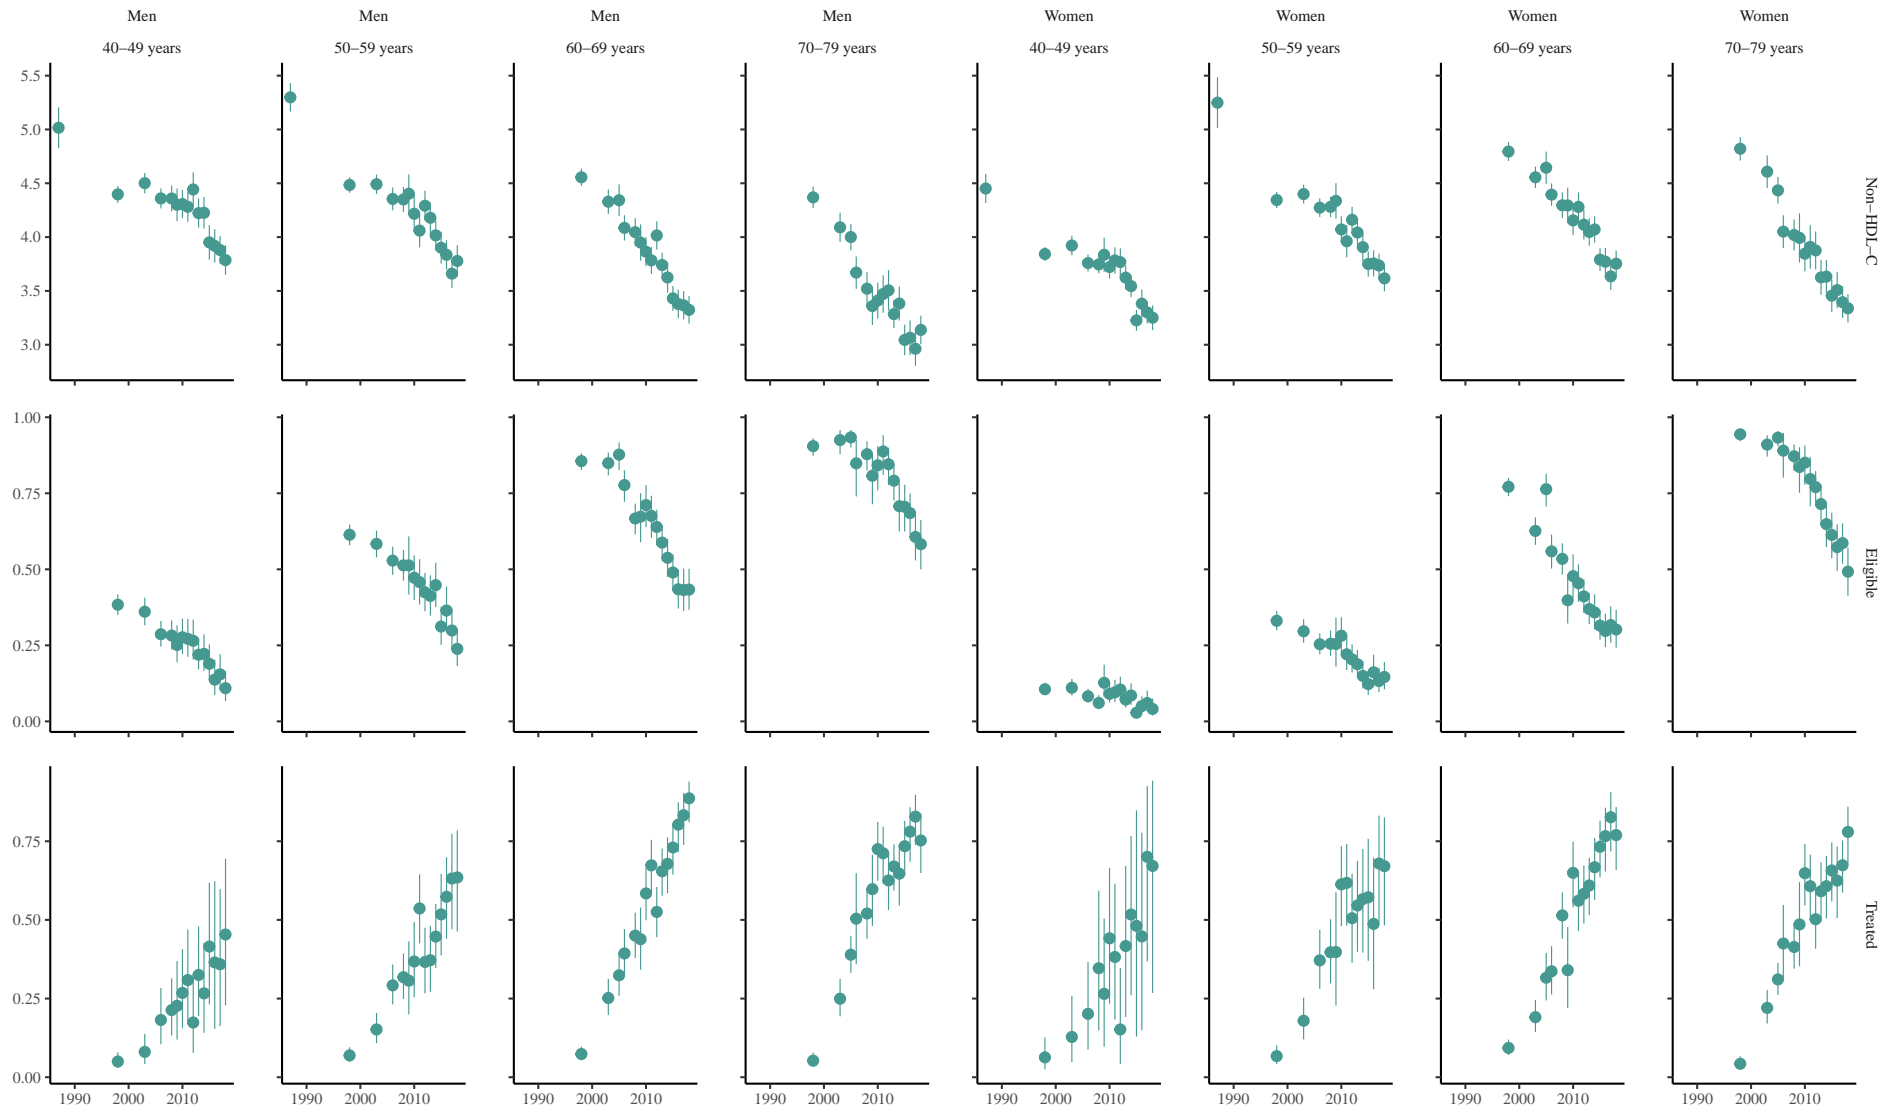 Men Men Men Men Women Women Women Women
40–49 years 50–59 years 60–69 years 70–79 years 40–49 years 50–59 years 60–69 years 70–79 years
5.5
5.0
4.5
4.0
3.5
3.0
Non−HDL−C
1.00
0.75
0.50
0.25
0.00
Eligible
0.75
0.50
0.25
0.00
Treated
1990 2000 2010 1990 2000 2010 1990 2000 2010 1990 2000 2010 1990 2000 2010 1990 2000 2010 1990 2000 2010 1990 2000 2010